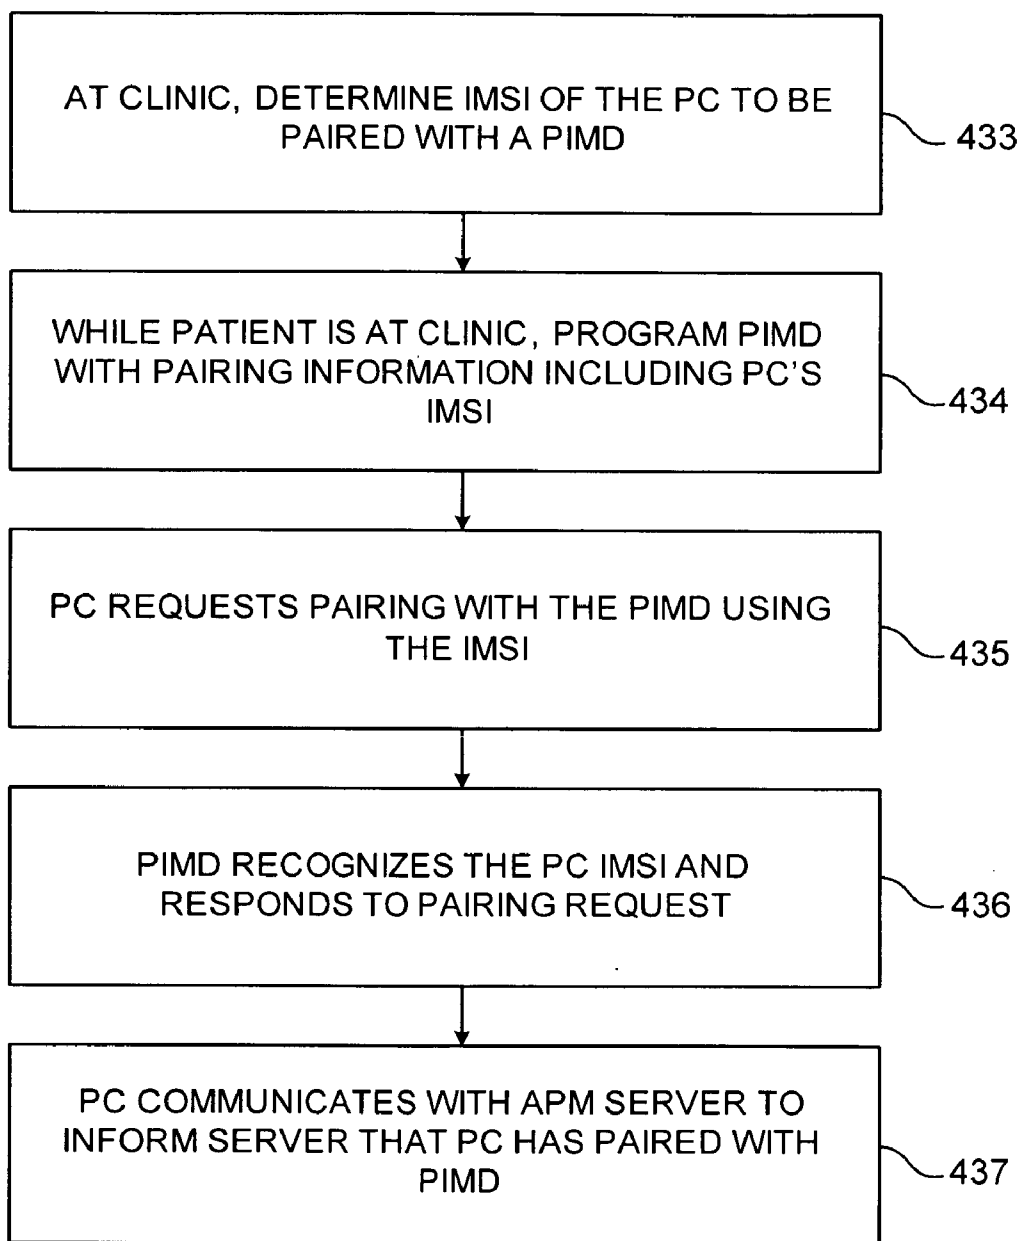 AT CLINIC, DETERMINE IMSI OF THE PC TO BE
PAIRED WITH A PIMD
433
WHILE PATIENT IS AT CLINIC, PROGRAM PIMD
WITH PAIRING INFORMATION INCLUDING PC'S
IMSI
434
PC REQUESTS PAIRING WITH THE PIMD USING
THE IMSI
435
PIMD RECOGNIZES THE PC IMSI AND
RESPONDS TO PAIRING REQUEST
436
PC COMMUNICATES WITH APM SERVER TO
INFORM SERVER THAT PC HAS PAIRED WITH
PIMD
437